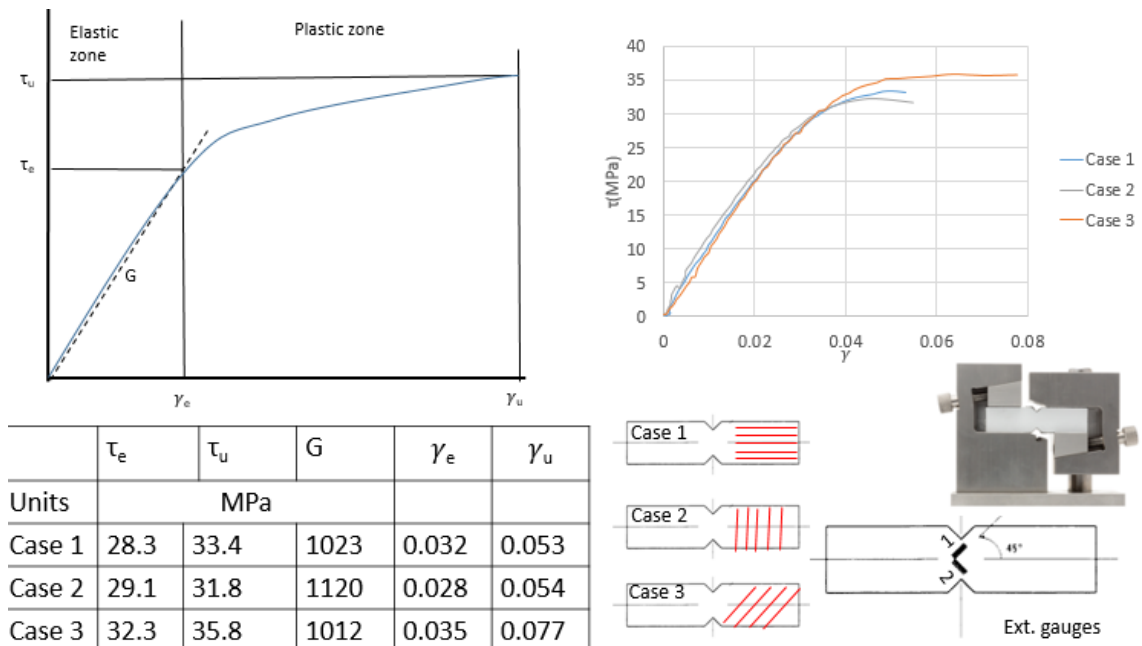 Elastic
zone
Plastic zone
τu
τe
G
γe
γu
40
35
30
25
20
15
10
5
0
τ(MPa)
0 0.02 0.04 0.06 0.08
γ
Case 1
Case 2
Case 3
τe τu G γe γu
Units MPa
Case 1 28.3 33.4 1023 0.032 0.053
Case 2 29.1 31.8 1120 0.028 0.054
Case 3 32.3 35.8 1012 0.035 0.077
Case 1
Case 2
Case 3
1
2
45°
Ext. gauges